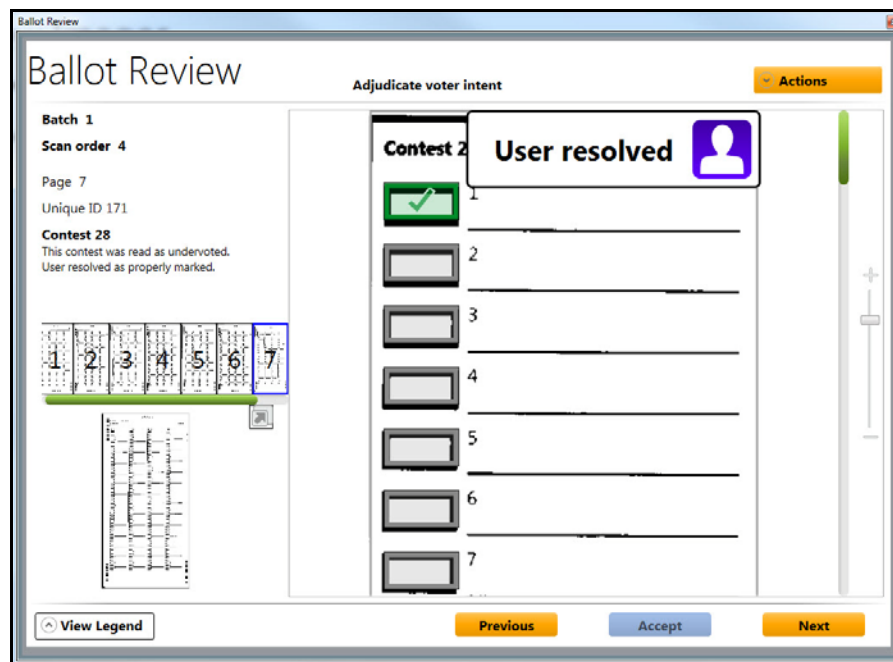 Ballot Review
Ballot Review
Adjudicate voter intent
Actions
Batch 1
Scan order 4
Page 7
Unique ID 171
Contest 28
This contest was read as undervoted.
User resolved as properly marked.
1 2 3 4 5 6 7
Contest 2
User resolved
1
2
3
4
5
6
7
View Legend
Previous
Accept
Next